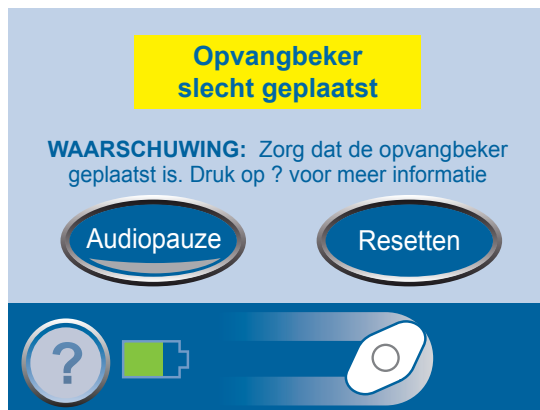 Opvangbeker
slecht geplaatst
WAARSCHUWING: Zorg dat de opvangbeker
geplaatst is. Druk op ? voor meer informatie
Audiopauze
Resetten
?